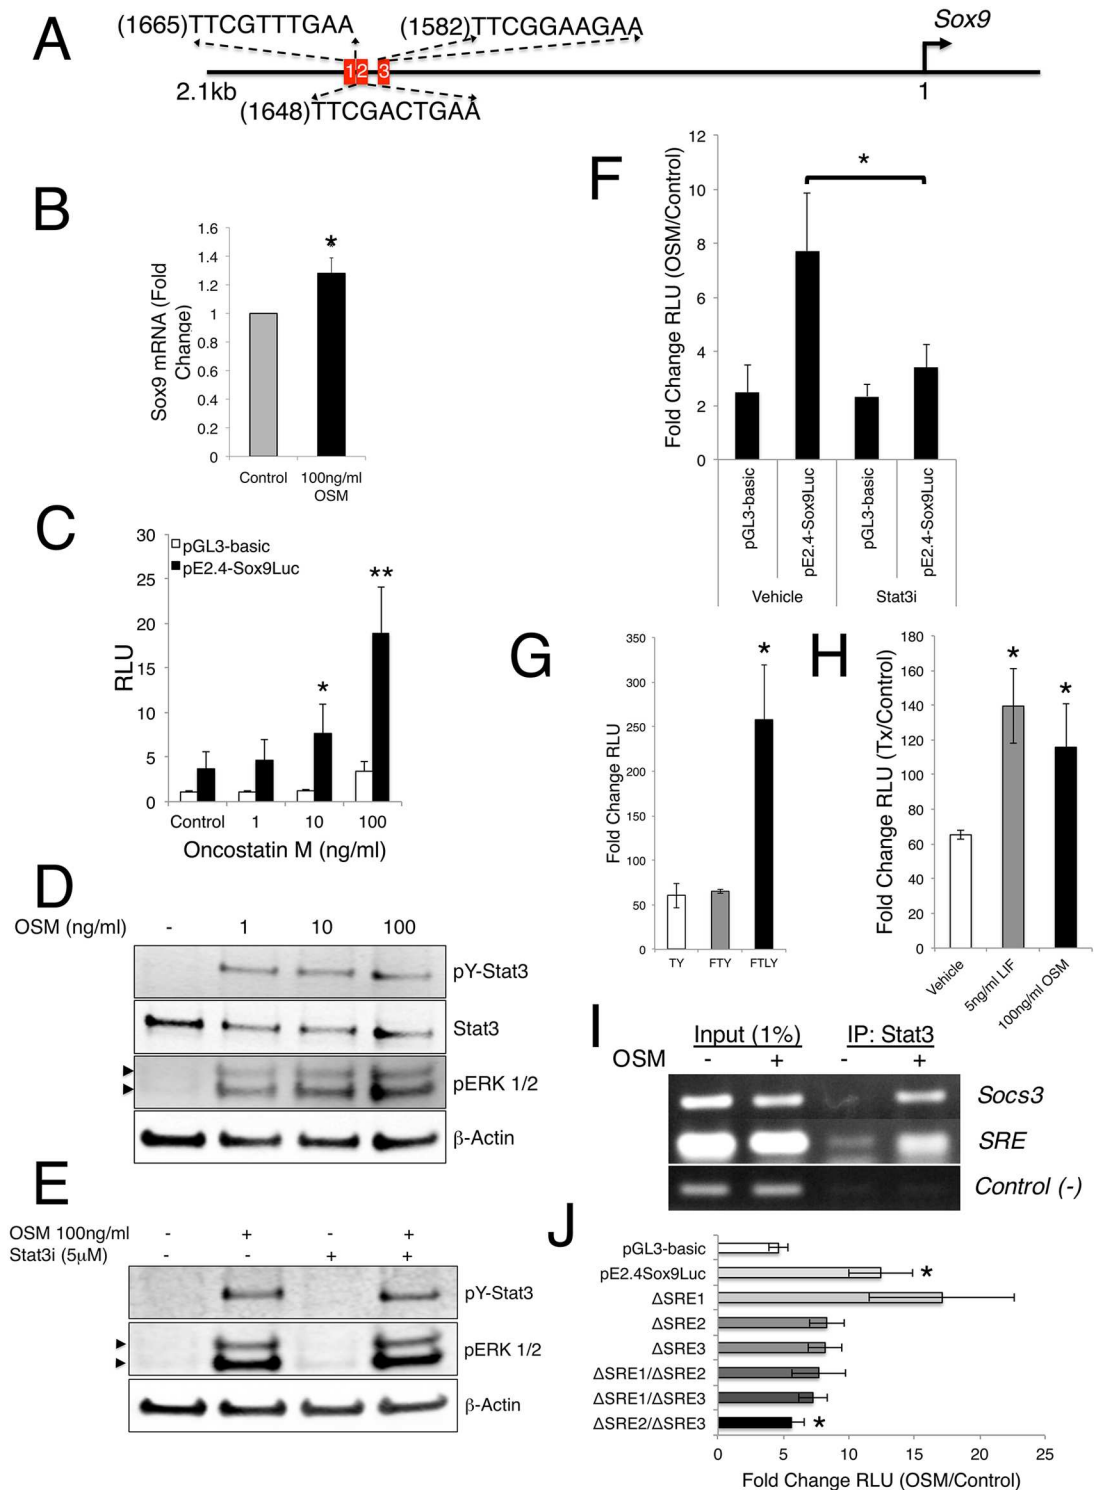 A
(1665)TTCGTTTGAA
(1582)TTCGGAAGAA
Sox9
1 2 3
2.1kb
1
(1648)TTCGACTGAA
B
Sox9 mRNA (Fold Change)
1.6
1.4
1.2
1
0.8
0.6
0.4
0.2
0
*
Control
100ng/ml OSM
C
RLU
30
25
20
15
10
5
0
pGL3-basic
pE2.4-Sox9Luc
*
**
Control 1 10 100
Oncostatin M (ng/ml)
D
OSM (ng/ml) - 1 10 100
pY-Stat3
Stat3
pERK 1/2
β-Actin
E
OSM 100ng/ml - + - +
Stat3i (5μM) - - + +
pY-Stat3
pERK 1/2
β-Actin
F
Fold Change RLU (OSM/Control)
12
10
8
6
4
2
0
*
pGL3-basic
pE2.4-Sox9Luc
pGL3-basic
pE2.4-Sox9Luc
Vehicle
Stat3i
G
Fold Change RLU
350
300
250
200
150
100
50
0
*
TY FTY FTLY
H
Fold Change RLU (Tx/Control)
180
160
140
120
100
80
60
40
20
0
*
*
Vehicle
5ng/ml LIF
100ng/ml OSM
I
Input (1%) IP: Stat3
OSM - + - +
Socs3
SRE
Control (-)
J
pGL3-basic
pE2.4Sox9Luc *
ΔSRE1
ΔSRE2
ΔSRE3
ΔSRE1/ΔSRE2
ΔSRE1/ΔSRE3
ΔSRE2/ΔSRE3 *
0 5 10 15 20 25
Fold Change RLU (OSM/Control)